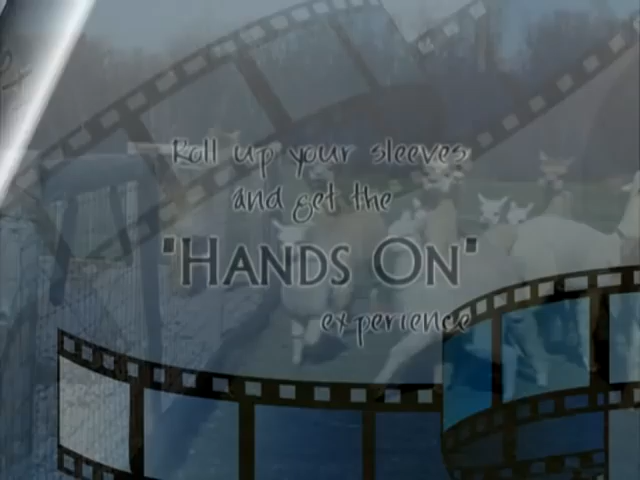 Roll up your sleeves
and get the
"HANDS ON"
experience